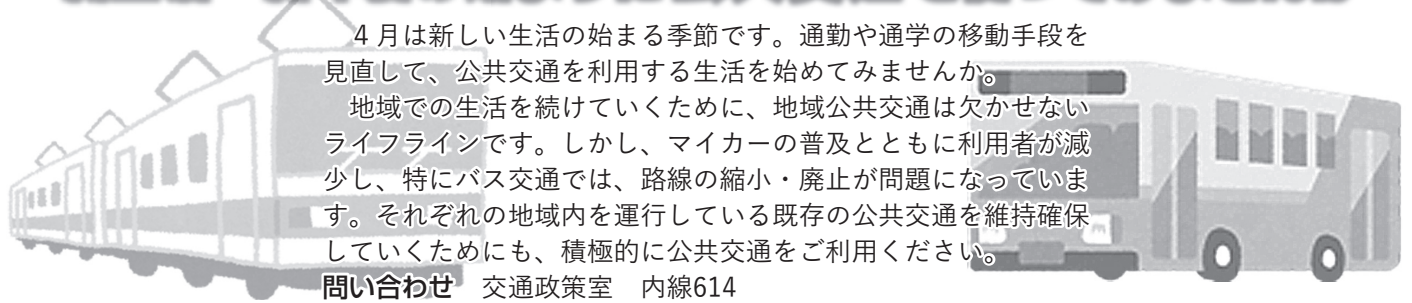 ４月は新しい生活の始まる季節です。通勤や通学の移動手段を
見直して、公共交通を利用する生活を始めてみませんか。
地域での生活を続けていくために、地域公共交通は欠かせない
ライフラインです。しかし、マイカーの普及とともに利用者が減
少し、特にバス交通では、路線の縮小・廃止が問題になっていま
す。それぞれの地域内を運行している既存の公共交通を維持確保
していくためにも、積極的に公共交通をご利用ください。
問い合わせ　交通政策室　内線614